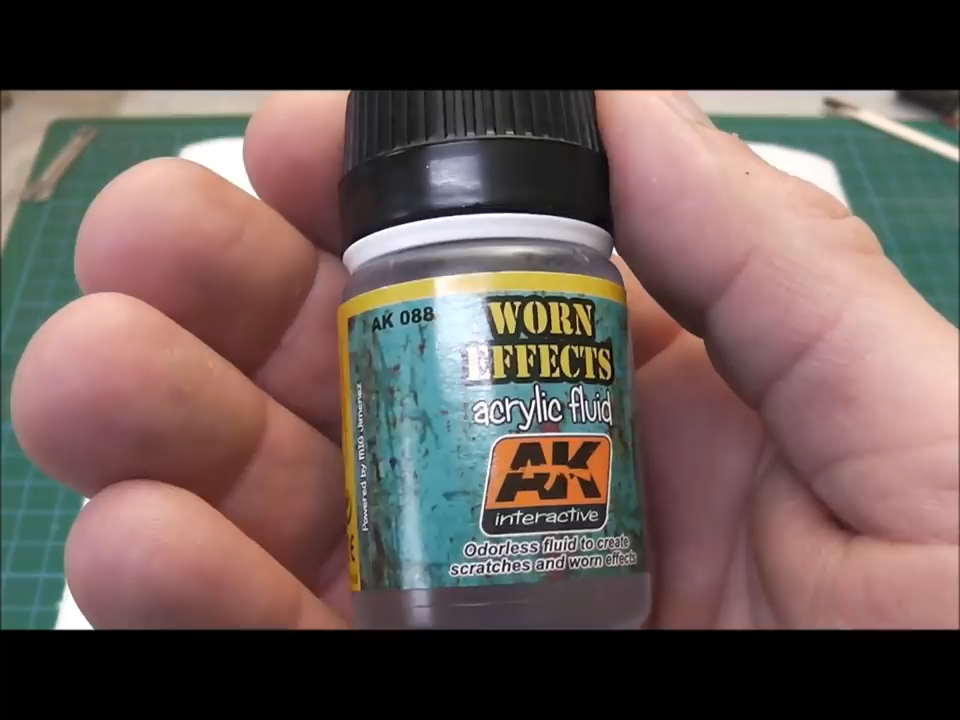 AK 088
WORN
EFFECTS
acrylic fluid
AK
interactive
Odorless fluid to create
scratches and worn effects
Powered by MIG Jimenez